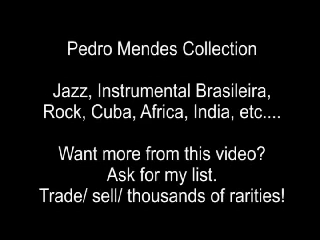 Pedro Mendes Collection
Jazz, Instrumental Brasileira,
Rock, Cuba, Africa, India, etc....
Want more from this video?
Ask for my list.
Trade/ sell/ thousands of rarities!